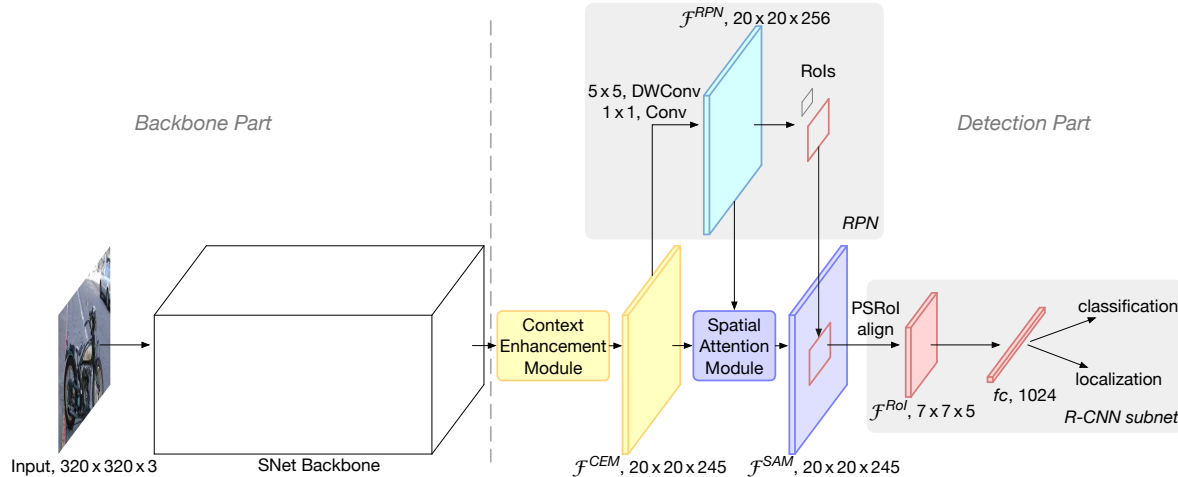 Backbone Part
Detection Part
ℱ^RPN, 20 x 20 x 256
5 x 5, DWConv
1 x 1, Conv
RoIs
RPN
Input, 320 x 320 x 3
SNet Backbone
Context
Enhancement
Module
ℱ^CEM, 20 x 20 x 245
Spatial
Attention
Module
ℱ^SAM, 20 x 20 x 245
PSRoI
align
ℱ^RoI, 7 x 7 x 5
fc, 1024
classification
localization
R-CNN subnet